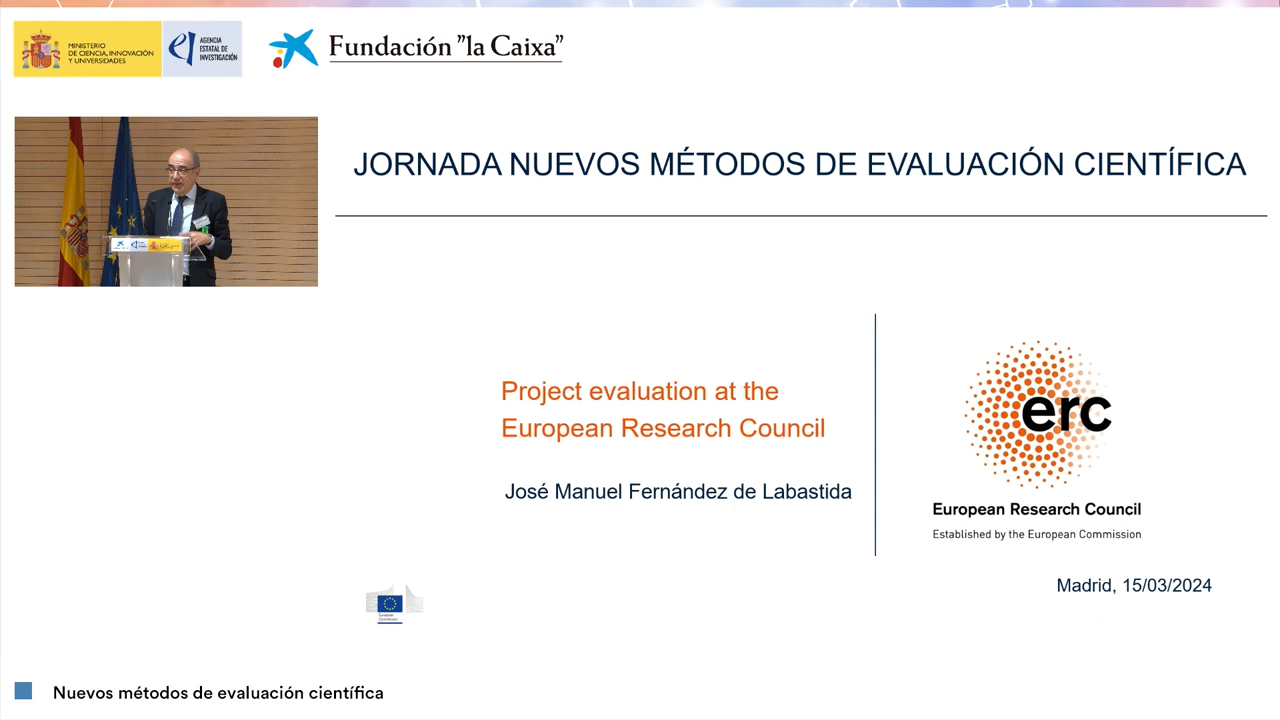 MINISTERIO
DE CIENCIA, INNOVACIÓN
Y UNIVERSIDADES
AGENCIA
ESTATAL DE
INVESTIGACIÓN
Fundación "la Caixa"
JORNADA NUEVOS MÉTODOS DE EVALUACIÓN CIENTÍFICA
Project evaluation at the
European Research Council
José Manuel Fernández de Labastida
erc
European Research Council
Established by the European Commission
Madrid, 15/03/2024
European
Commission
Nuevos métodos de evaluación científica